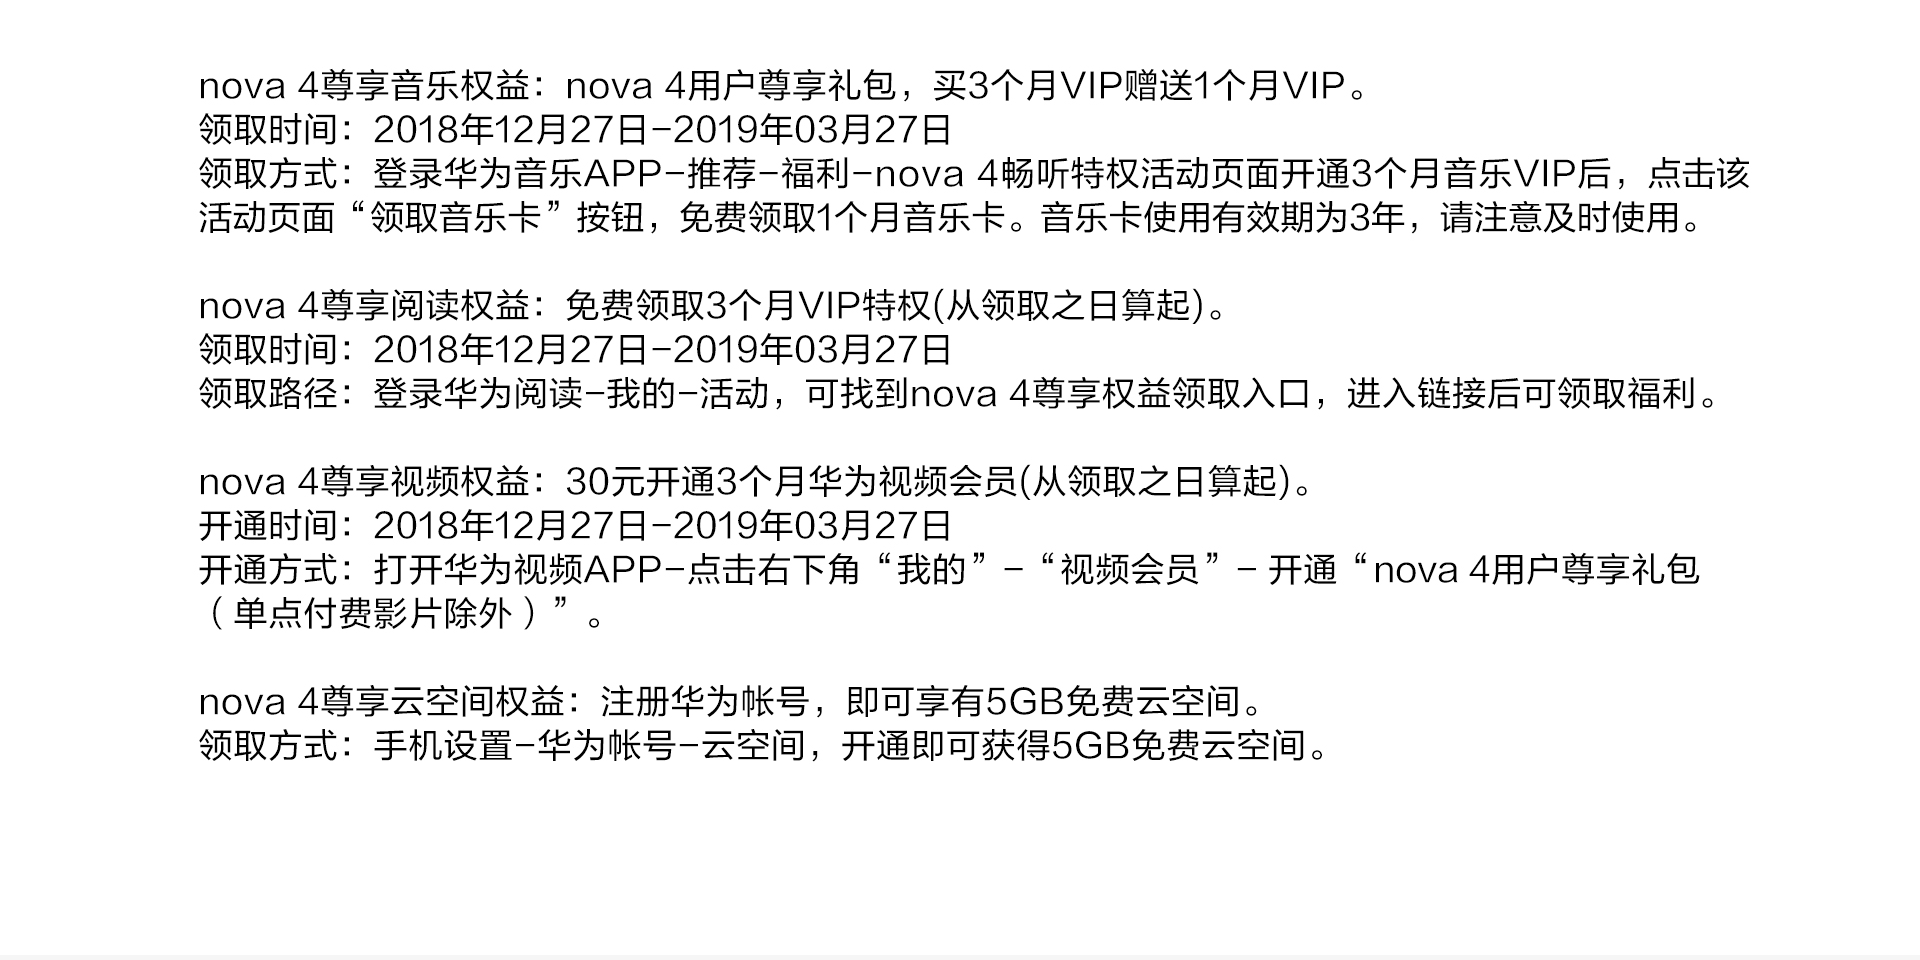 nova 4尊享音乐权益：nova 4用户尊享礼包，买3个月VIP赠送1个月VIP。
领取时间：2018年12月27日-2019年03月27日
领取方式：登录华为音乐APP-推荐-福利-nova 4畅听特权活动页面开通3个月音乐VIP后，点击该
活动页面“领取音乐卡”按钮，免费领取1个月音乐卡。音乐卡使用有效期为3年，请注意及时使用。
nova 4尊享阅读权益：免费领取3个月VIP特权(从领取之日算起)。
领取时间：2018年12月27日-2019年03月27日
领取路径：登录华为阅读-我的-活动，可找到nova 4尊享权益领取入口，进入链接后可领取福利。
nova 4尊享视频权益：30元开通3个月华为视频会员(从领取之日算起)。
开通时间：2018年12月27日-2019年03月27日
开通方式：打开华为视频APP-点击右下角“我的”-“视频会员”- 开通“nova 4用户尊享礼包
（单点付费影片除外）”。
nova 4尊享云空间权益：注册华为帐号，即可享有5GB免费云空间。
领取方式：手机设置-华为帐号-云空间，开通即可获得5GB免费云空间。